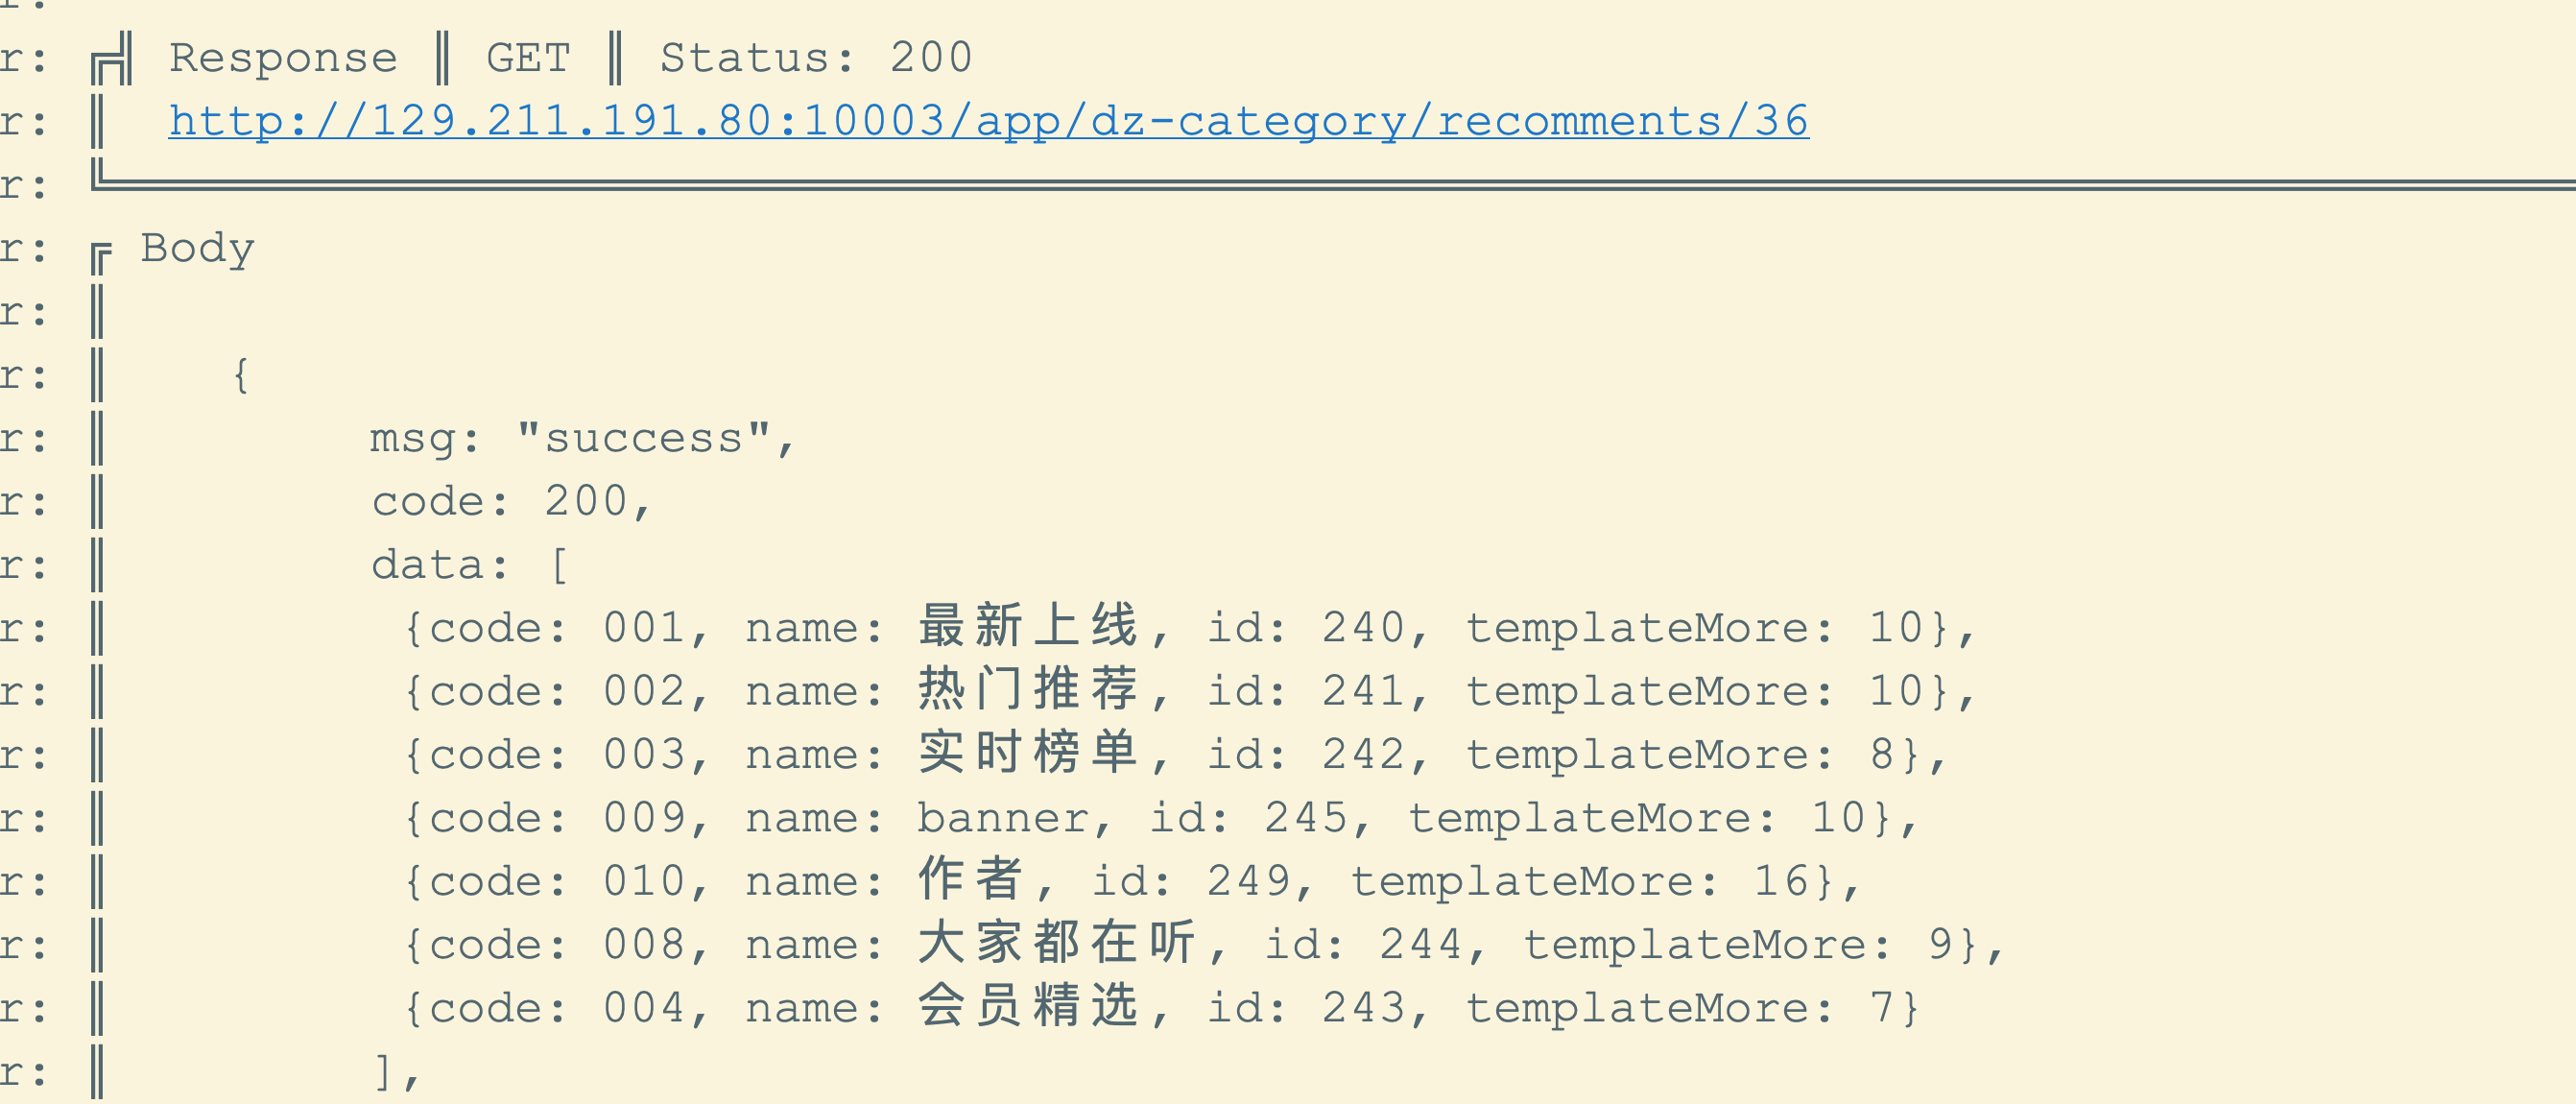 r:
r: ╔╣ Response ║ GET ║ Status: 200
r: ║  http://129.211.191.80:10003/app/dz-category/recomments/36
r: ╚══════════════════════════════════════════════════════════════════════════════════════
r: ╔ Body
r: ║
r: ║    {
r: ║         msg: "success",
r: ║         code: 200,
r: ║         data: [
r: ║          {code: 001, name: 最新上线, id: 240, templateMore: 10},
r: ║          {code: 002, name: 热门推荐, id: 241, templateMore: 10},
r: ║          {code: 003, name: 实时榜单, id: 242, templateMore: 8},
r: ║          {code: 009, name: banner, id: 245, templateMore: 10},
r: ║          {code: 010, name: 作者, id: 249, templateMore: 16},
r: ║          {code: 008, name: 大家都在听, id: 244, templateMore: 9},
r: ║          {code: 004, name: 会员精选, id: 243, templateMore: 7}
r: ║         ],